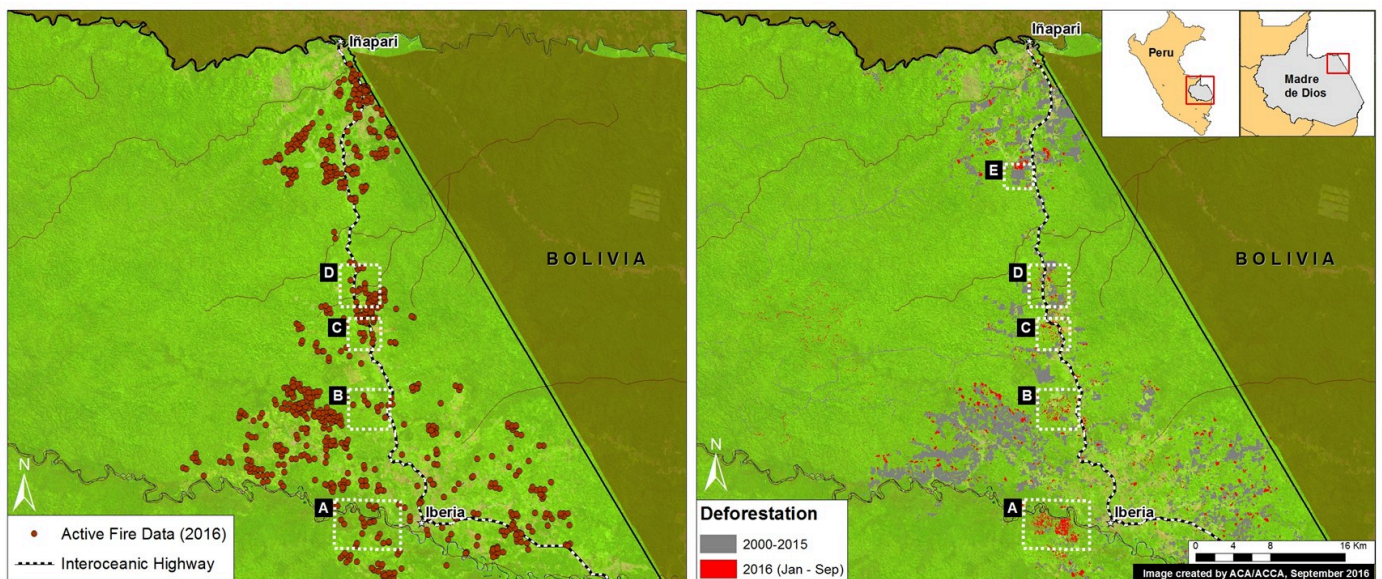 Iñapari
BOLIVIA
D
C
B
A
Iberia
N
Active Fire Data (2016)
Interoceanic Highway
Iñapari
Peru
Madre
de Dios
E
BOLIVIA
D
C
B
A
Iberia
N
Deforestation
2000-2015
2016 (Jan - Sep)
0 4 8 16 Km
Image created by ACA/ACCA, September 2016